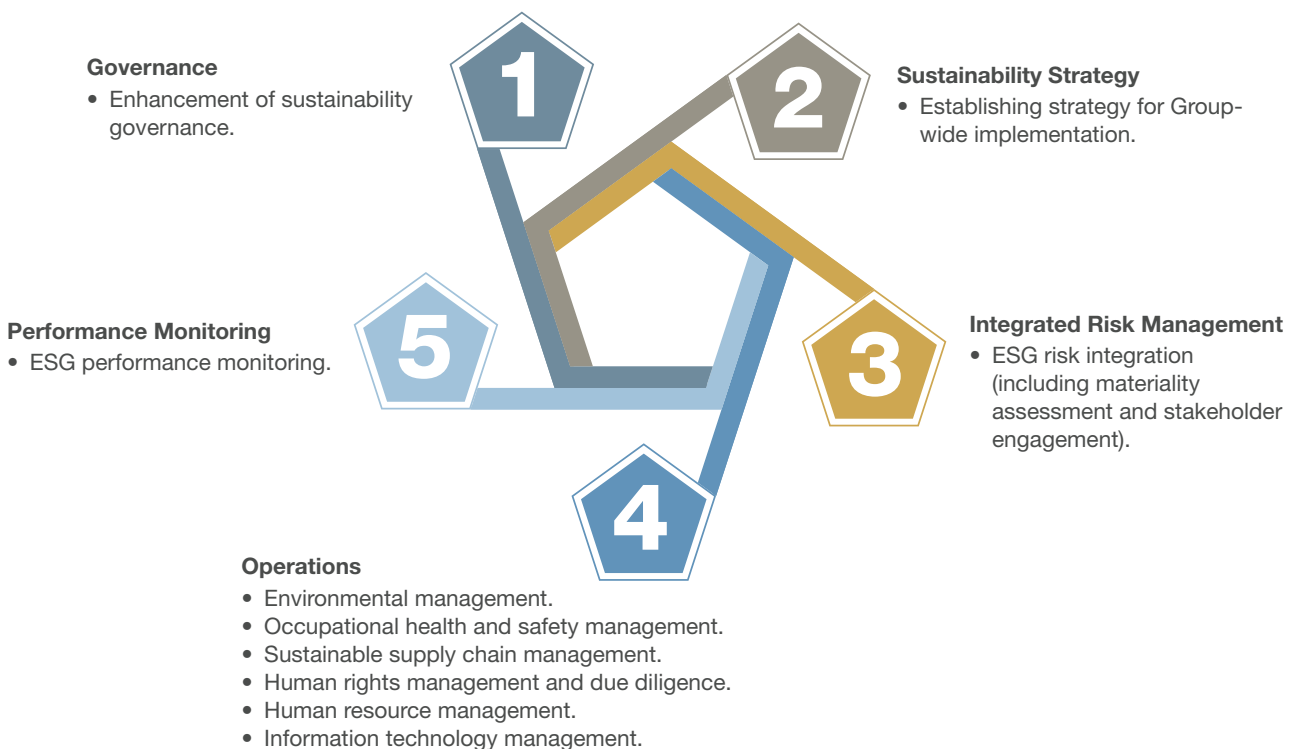 1
Governance
• Enhancement of sustainability
governance.
2
Sustainability Strategy
• Establishing strategy for Group-
wide implementation.
3
Integrated Risk Management
• ESG risk integration
(including materiality
assessment and stakeholder
engagement).
4
Operations
• Environmental management.
• Occupational health and safety management.
• Sustainable supply chain management.
• Human rights management and due diligence.
• Human resource management.
• Information technology management.
5
Performance Monitoring
• ESG performance monitoring.